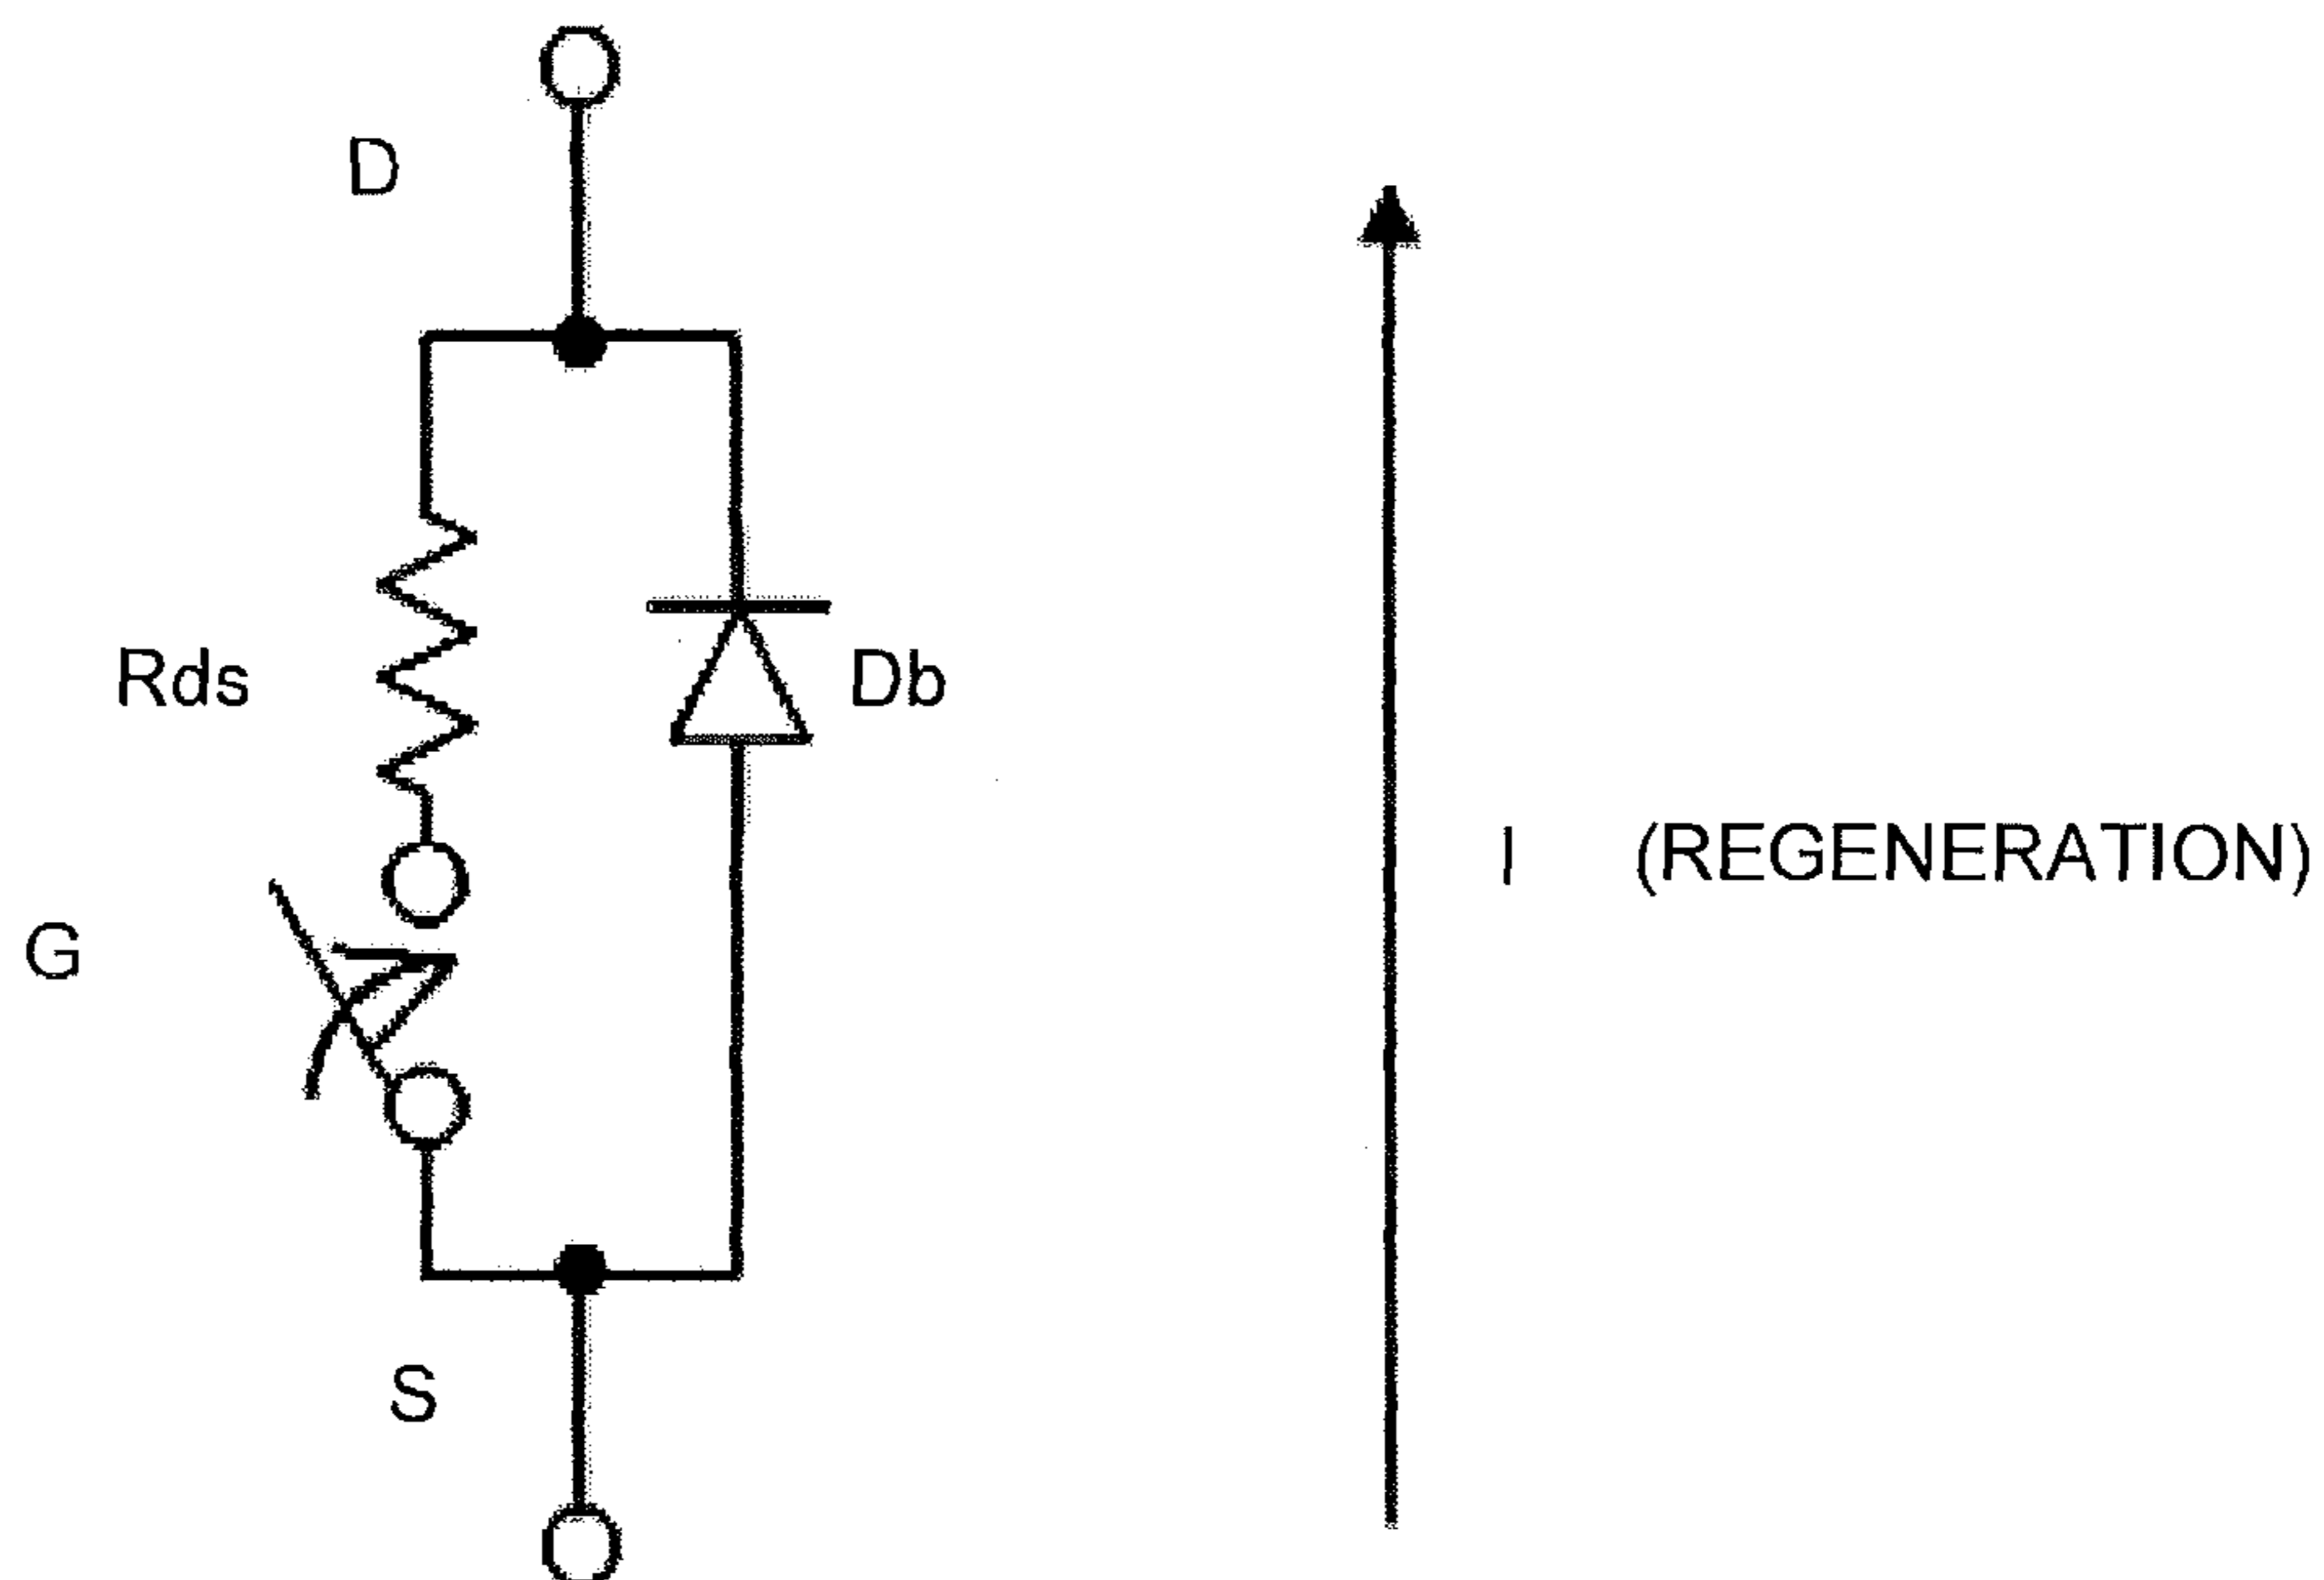 D
Rds
Db
I (REGENERATION)
G
S